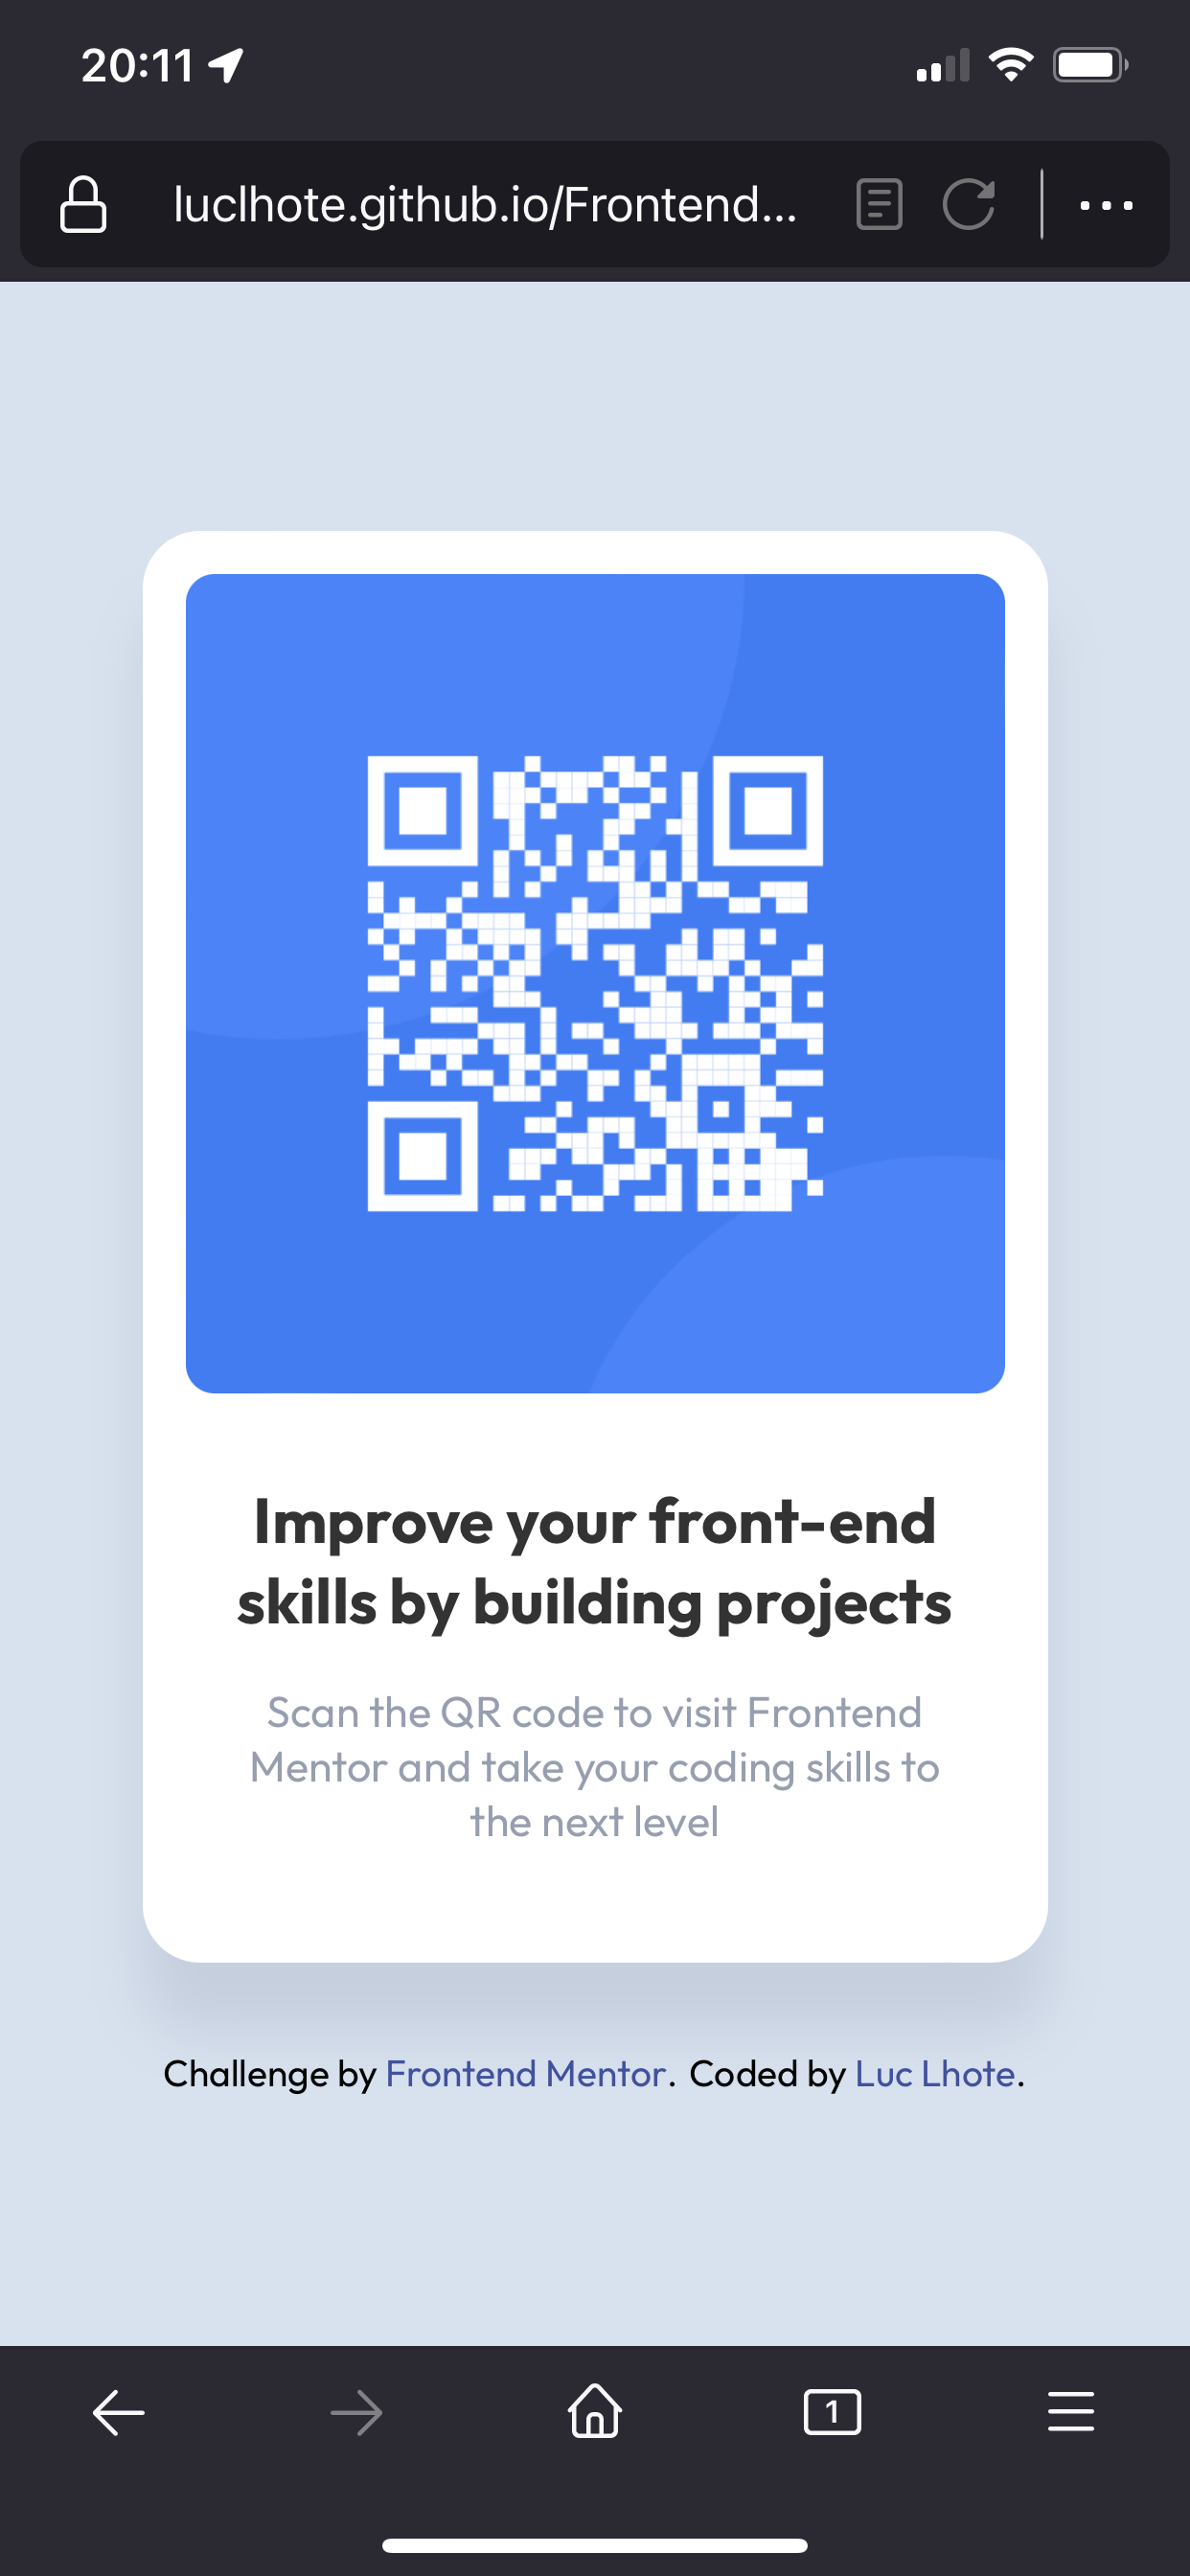 20:11
luclhote.github.io/Frontend...
Improve your front-end
skills by building projects
Scan the QR code to visit Frontend
Mentor and take your coding skills to
the next level
Challenge by Frontend Mentor. Coded by Luc Lhote.
1